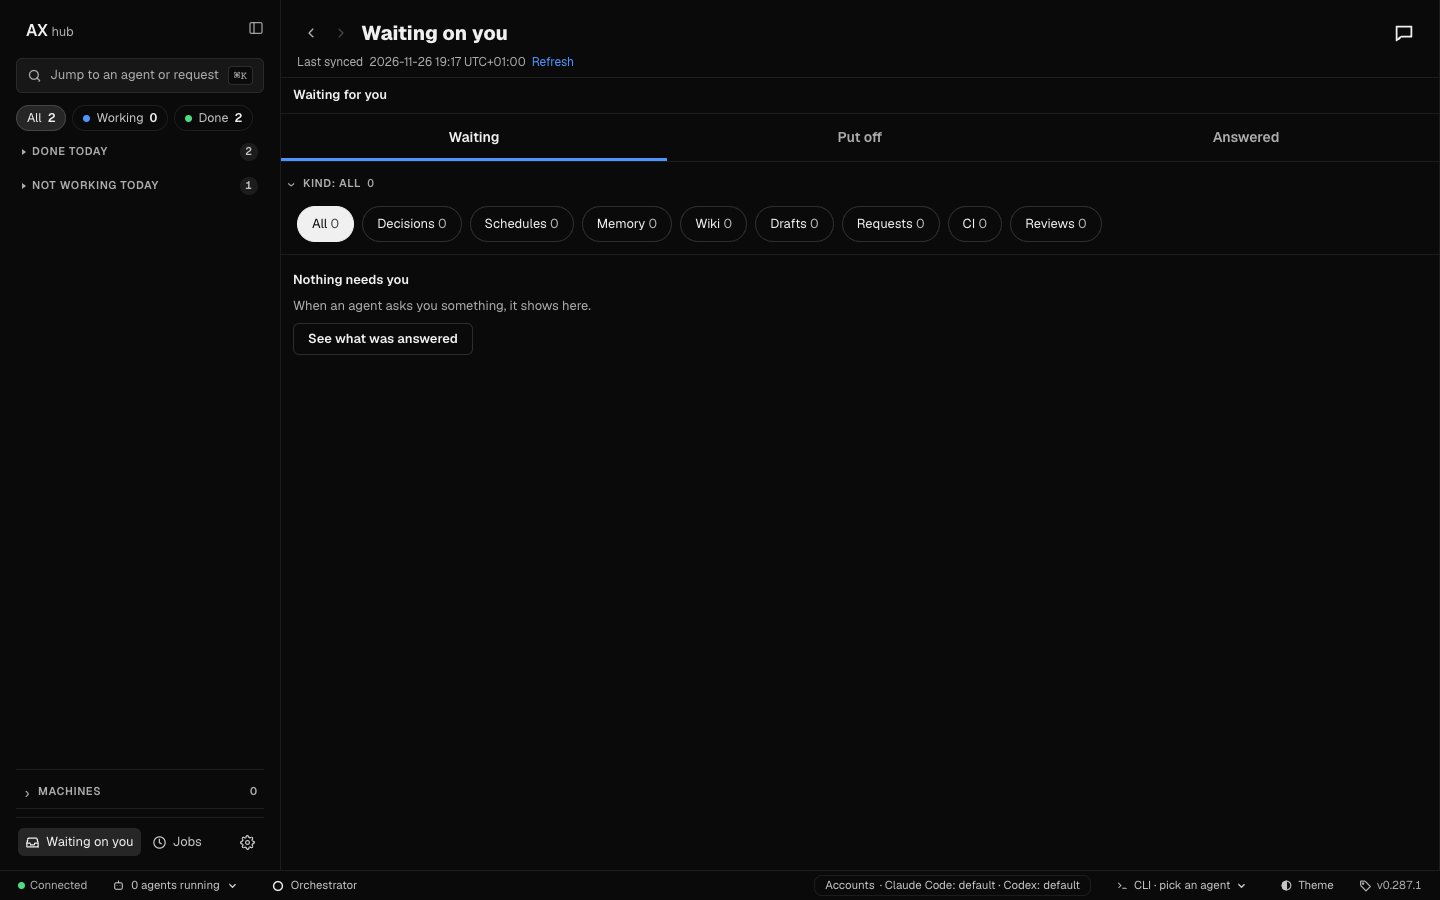 AX hub
Jump to an agent or request ⌘K
All 2 Working 0 Done 2
DONE TODAY 2
NOT WORKING TODAY 1
MACHINES 0
Waiting on you Jobs
Waiting on you
Last synced 2026-11-26 19:17 UTC+01:00 Refresh
Waiting for you
Waiting Put off Answered
KIND: ALL 0
All 0 Decisions 0 Schedules 0 Memory 0 Wiki 0 Drafts 0 Requests 0 CI 0 Reviews 0
Nothing needs you
When an agent asks you something, it shows here.
See what was answered
Connected 0 agents running Orchestrator Accounts · Claude Code: default · Codex: default CLI · pick an agent Theme v0.287.1